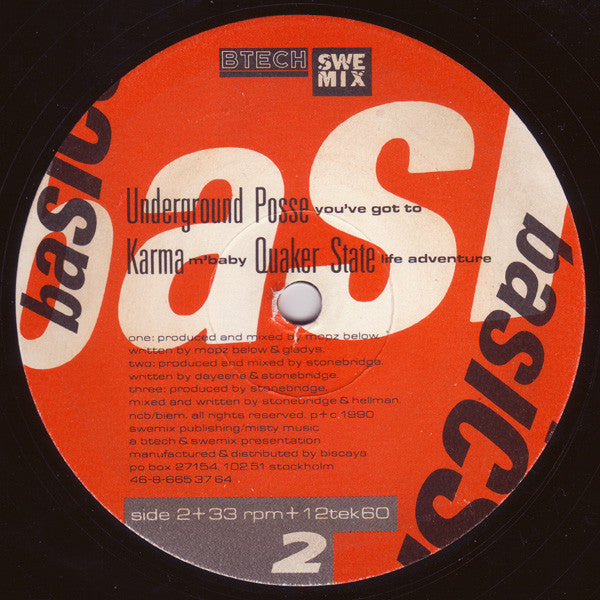 BTECH SWE MIX
basics
basi
basics
basics
Underground Posse you've got to
Karma m'baby Quaker State life adventure
one: produced and mixed by mopz below.
written by mopz below & gladys.
two: produced and mixed by stonebridge.
written by dayeene & stonebridge.
three: produced by stonebridge.
mixed and written by stonebridge & hellman.
ncb/biem. all rights reserved. p+c 1990
swemix publishing/misty music
a btech & swemix presentation
manufactured & distributed by biscaya
po box 27154. 102 51 stockholm
46-8-665 37 64
side 2+33 rpm+12tek60
2